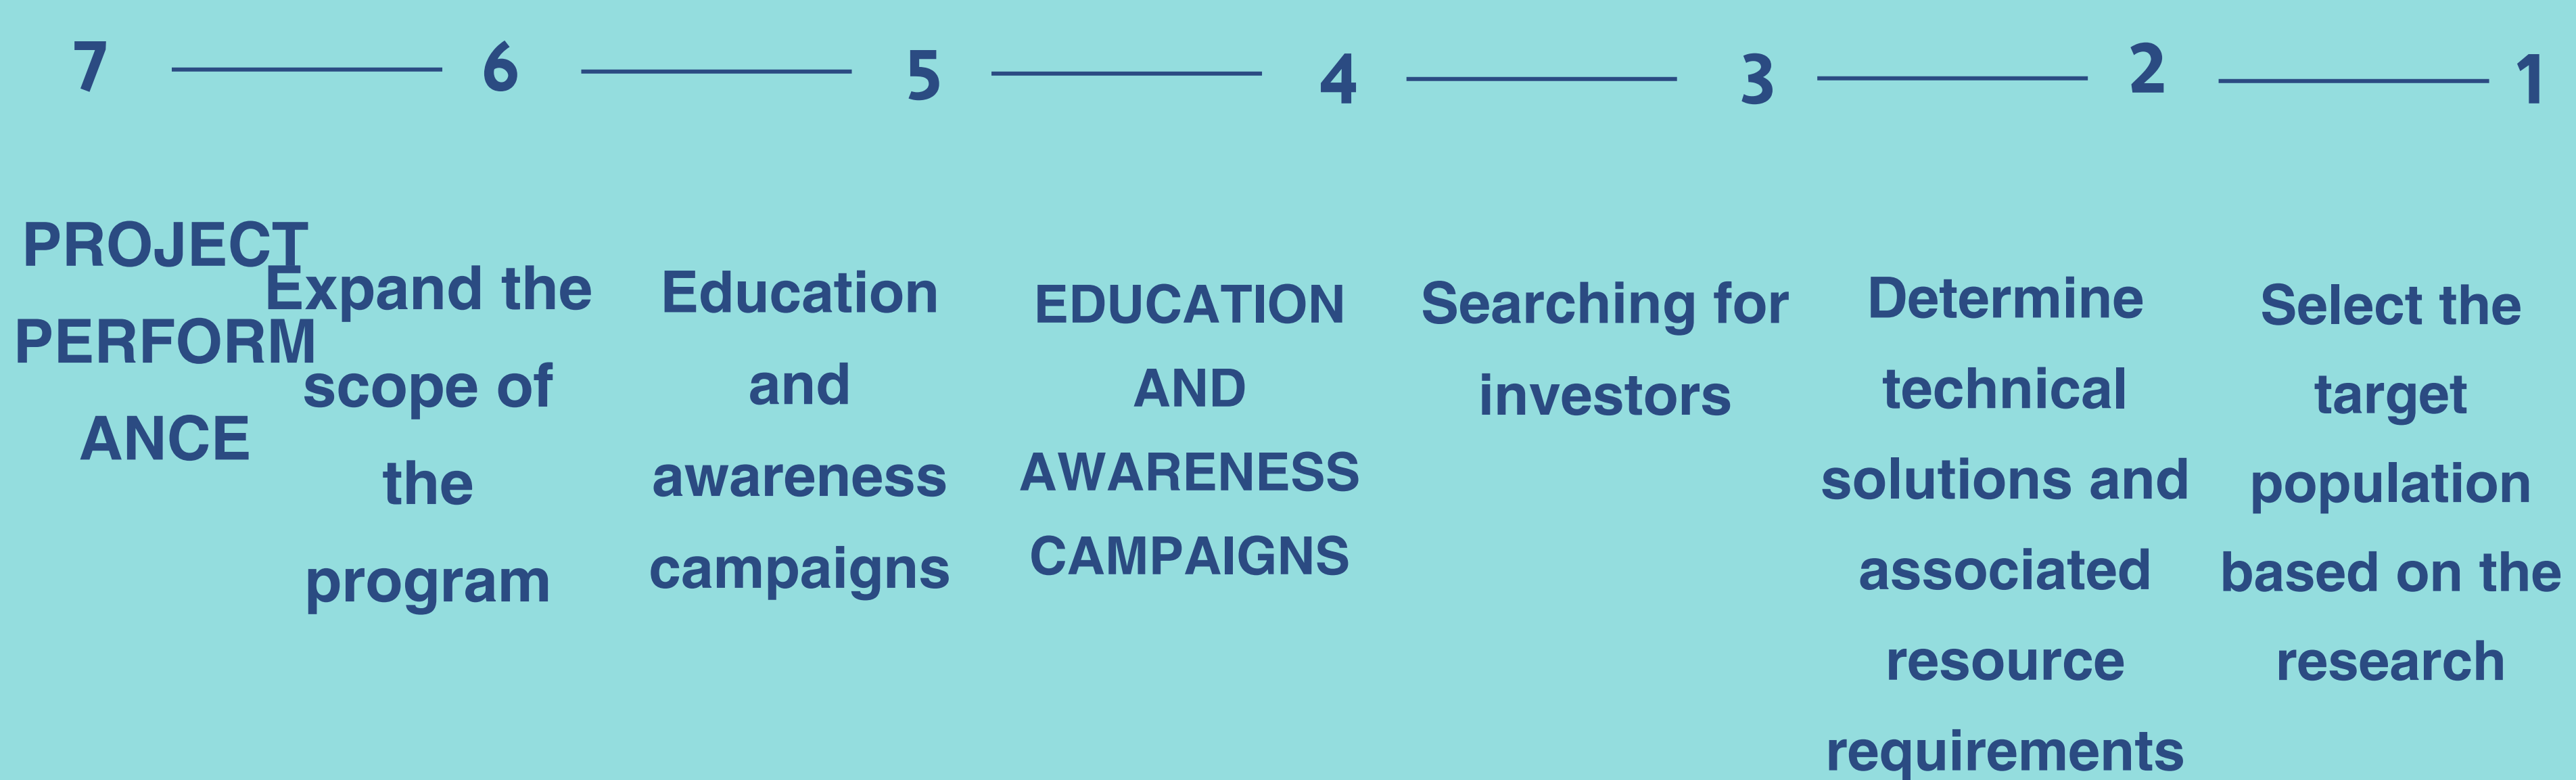 7 6 5 4 3 2 1
PROJECT
PERFORM
ANCE
Expand the
scope of
the
program
Education
and
awareness
campaigns
EDUCATION
AND
AWARENESS
CAMPAIGNS
Searching for
investors
Determine
technical
solutions and
associated
resource
requirements
Select the
target
population
based on the
research